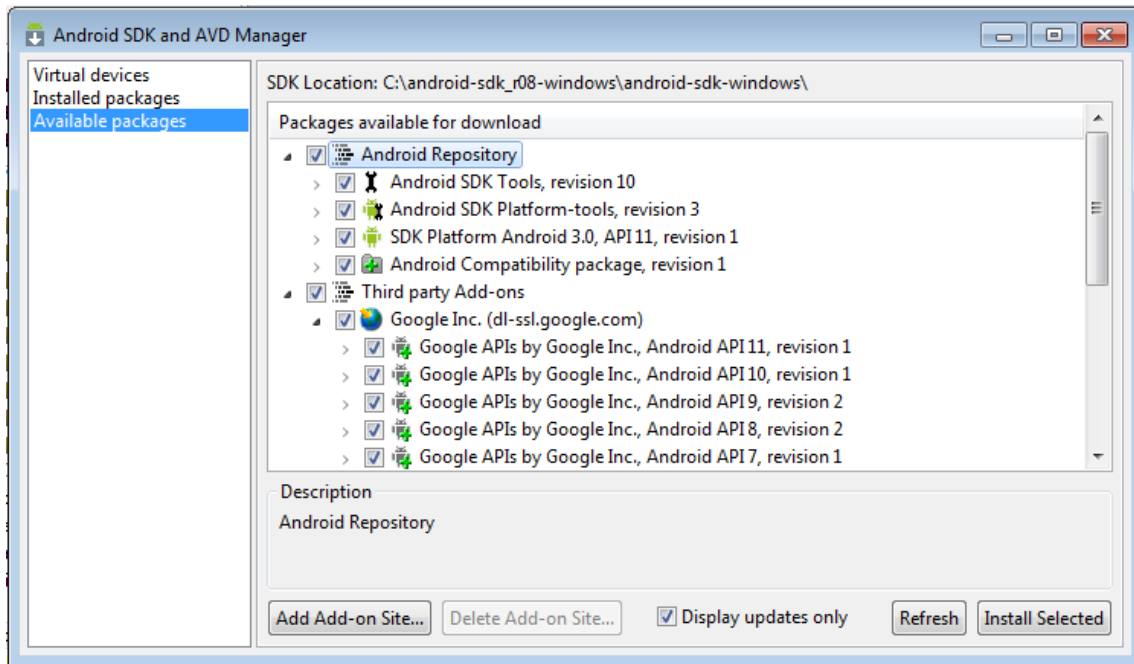 Android SDK and AVD Manager
Virtual devices
Installed packages
Available packages
SDK Location: C:\android-sdk_r08-windows\android-sdk-windows\
Packages available for download
Android Repository
Android SDK Tools, revision 10
Android SDK Platform-tools, revision 3
SDK Platform Android 3.0, API 11, revision 1
Android Compatibility package, revision 1
Third party Add-ons
Google Inc. (dl-ssl.google.com)
Google APIs by Google Inc., Android API 11, revision 1
Google APIs by Google Inc., Android API 10, revision 1
Google APIs by Google Inc., Android API 9, revision 2
Google APIs by Google Inc., Android API 8, revision 2
Google APIs by Google Inc., Android API 7, revision 1
Description
Android Repository
Add Add-on Site... Delete Add-on Site... Display updates only Refresh Install Selected